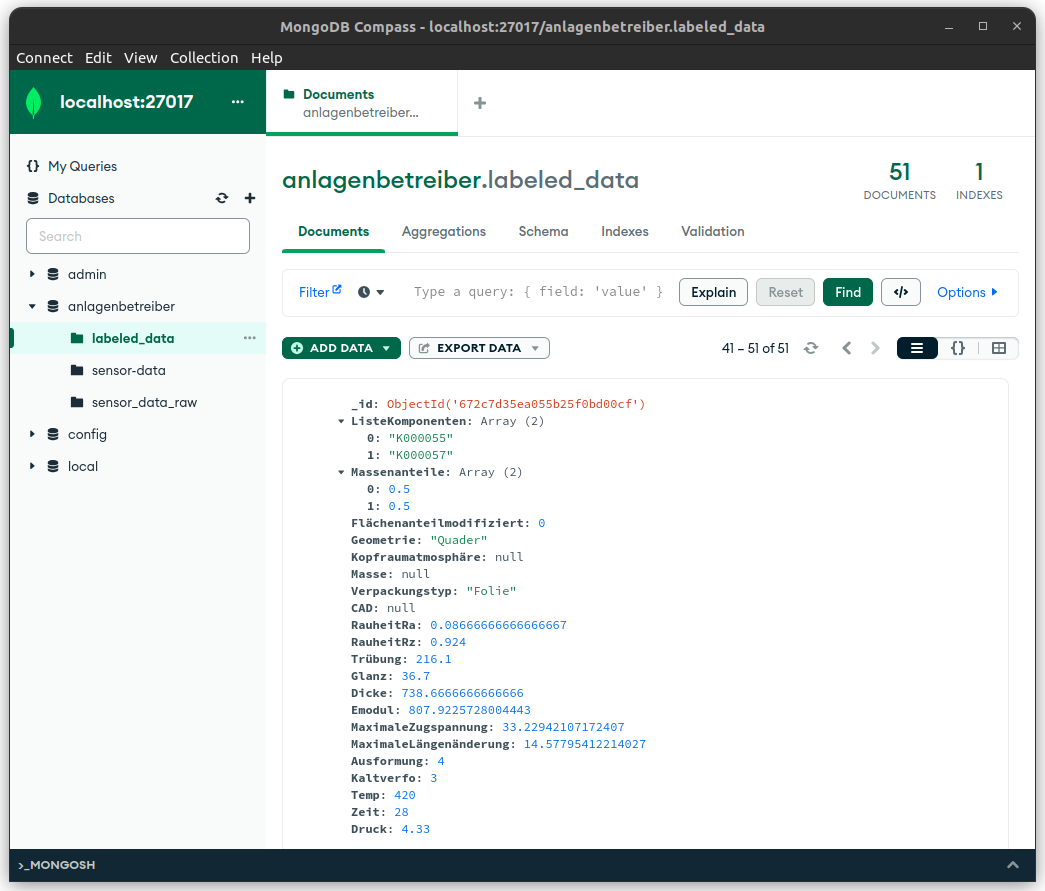 MongoDB Compass - localhost:27017/anlagenbetreiber.labeled_data
Connect Edit View Collection Help
localhost:27017
Documents
anlagenbetreiber...
My Queries
Databases
Search
admin
anlagenbetreiber
labeled_data
sensor-data
sensor_data_raw
config
local
anlagenbetreiber.labeled_data
51
DOCUMENTS
1
INDEXES
Documents Aggregations Schema Indexes Validation
Filter Type a query: { field: 'value' } Explain Reset Find </> Options
ADD DATA EXPORT DATA 41 – 51 of 51 {}
_id: ObjectId('672c7d35ea055b25f0bd00cf')
ListeKomponenten: Array (2)
0: "K000055"
1: "K000057"
Massenanteile: Array (2)
0: 0.5
1: 0.5
Flächenanteilmodifiziert: 0
Geometrie: "Quader"
Kopfraumatmosphäre: null
Masse: null
Verpackungstyp: "Folie"
CAD: null
RauheitRa: 0.08666666666666667
RauheitRz: 0.924
Trübung: 216.1
Glanz: 36.7
Dicke: 738.6666666666666
Emodul: 807.9225728004443
MaximaleZugspannung: 33.22942107172407
MaximaleLängenänderung: 14.57795412214027
Ausformung: 4
Kaltverfo: 3
Temp: 420
Zeit: 28
Druck: 4.33
>_MONGOSH